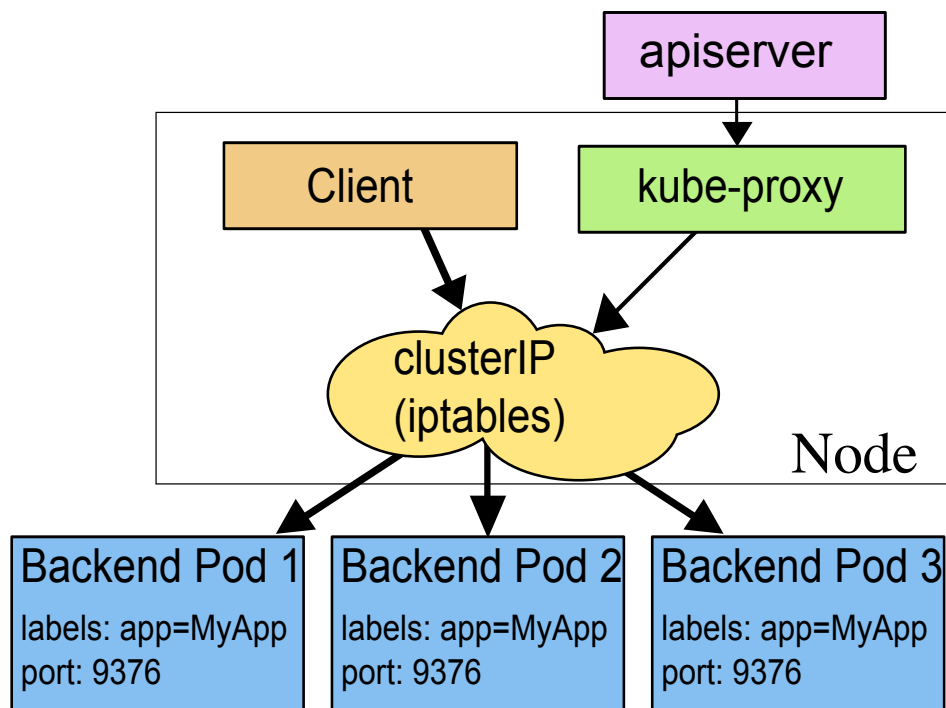 apiserver
Client
kube-proxy
clusterIP
(iptables)
Node
Backend Pod 1
labels: app=MyApp
port: 9376
Backend Pod 2
labels: app=MyApp
port: 9376
Backend Pod 3
labels: app=MyApp
port: 9376